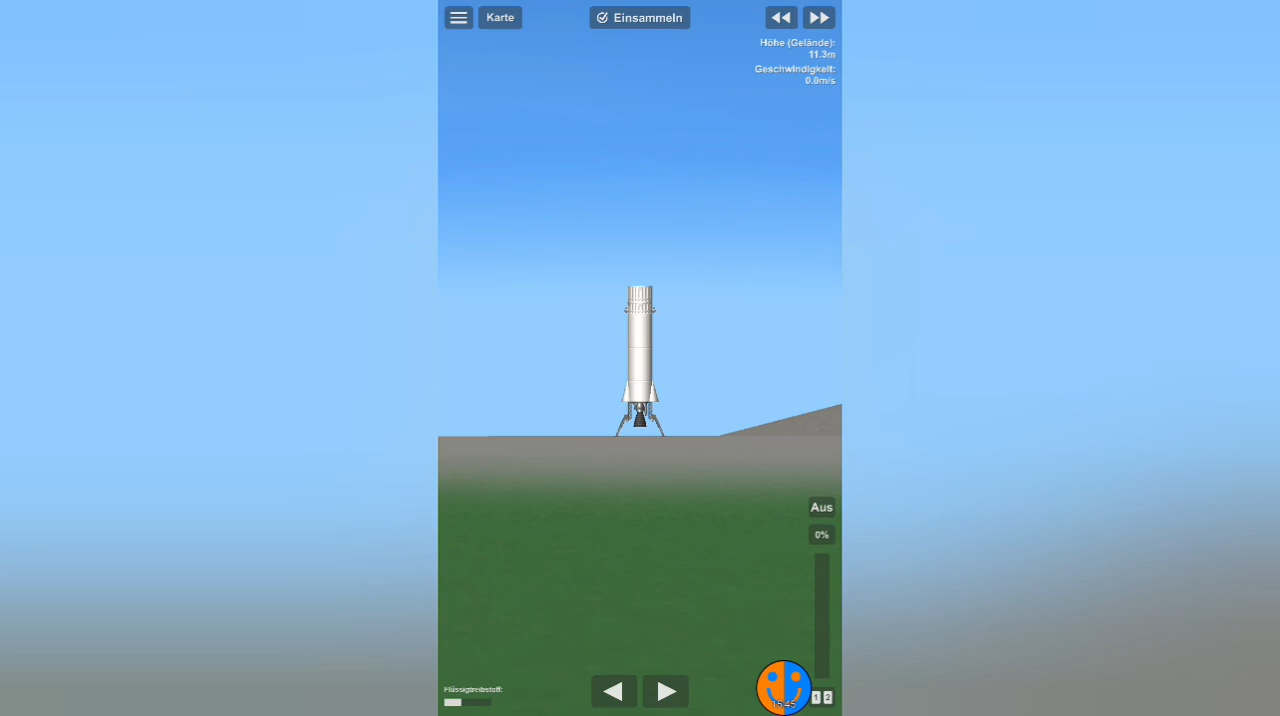 Karte
Einsammeln
Höhe (Gelände):
11.3m
Geschwindigkeit:
0.0m/s
Aus
0%
Flüssigtreibstoff:
15:45
1 2